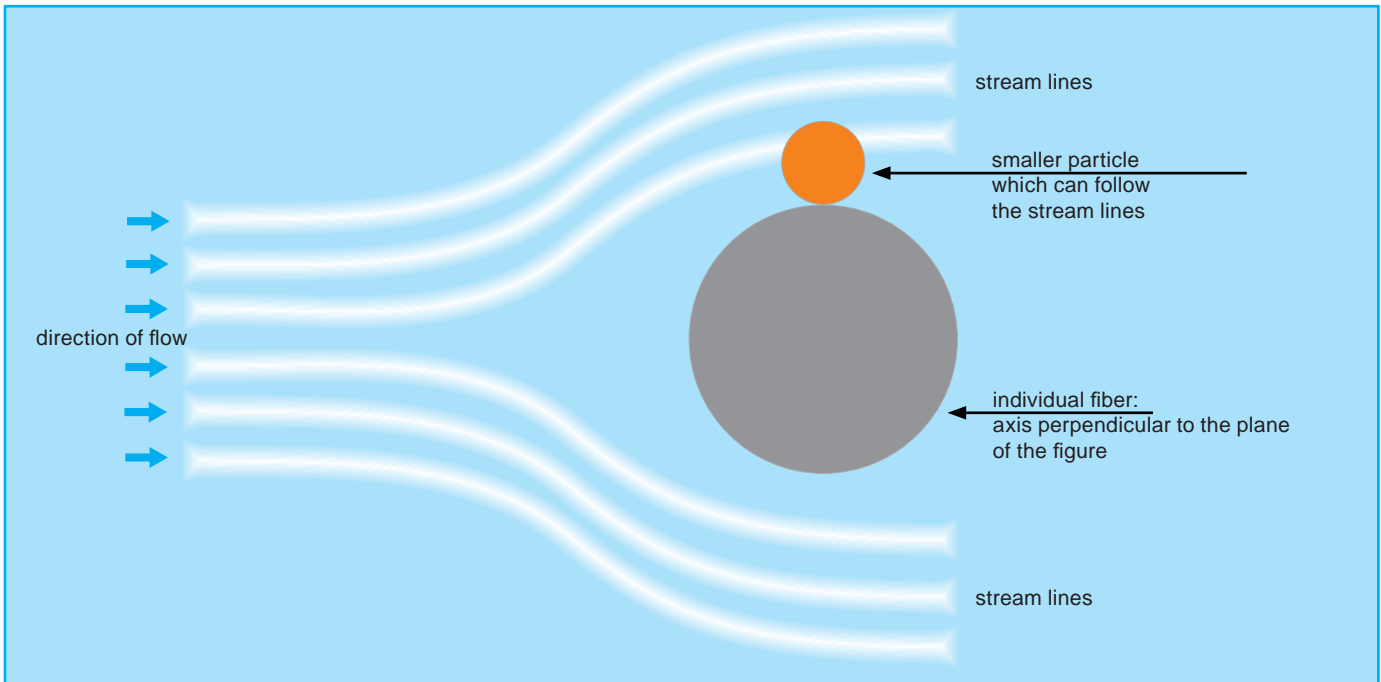 stream lines
smaller particle
which can follow
the stream lines
direction of flow
individual fiber:
axis perpendicular to the plane
of the figure
stream lines